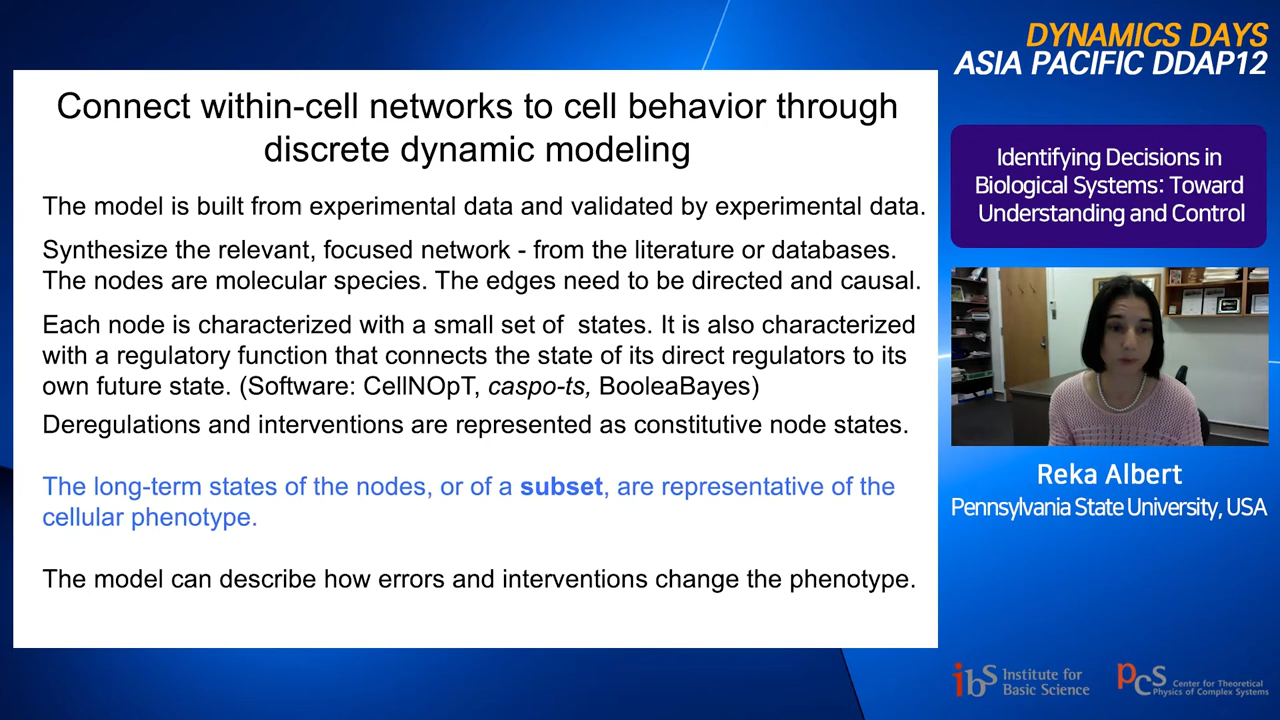 DYNAMICS DAYS
ASIA PACIFIC DDAP12
Connect within-cell networks to cell behavior through
discrete dynamic modeling
The model is built from experimental data and validated by experimental data.
Synthesize the relevant, focused network - from the literature or databases.
The nodes are molecular species. The edges need to be directed and causal.
Each node is characterized with a small set of states. It is also characterized
with a regulatory function that connects the state of its direct regulators to its
own future state. (Software: CellNOpT, caspo-ts, BooleaBayes)
Deregulations and interventions are represented as constitutive node states.
The long-term states of the nodes, or of a subset, are representative of the
cellular phenotype.
The model can describe how errors and interventions change the phenotype.
Identifying Decisions in
Biological Systems: Toward
Understanding and Control
Reka Albert
Pennsylvania State University, USA
ibS Institute for
Basic Science
PCS Center for Theoretical
Physics of Complex Systems